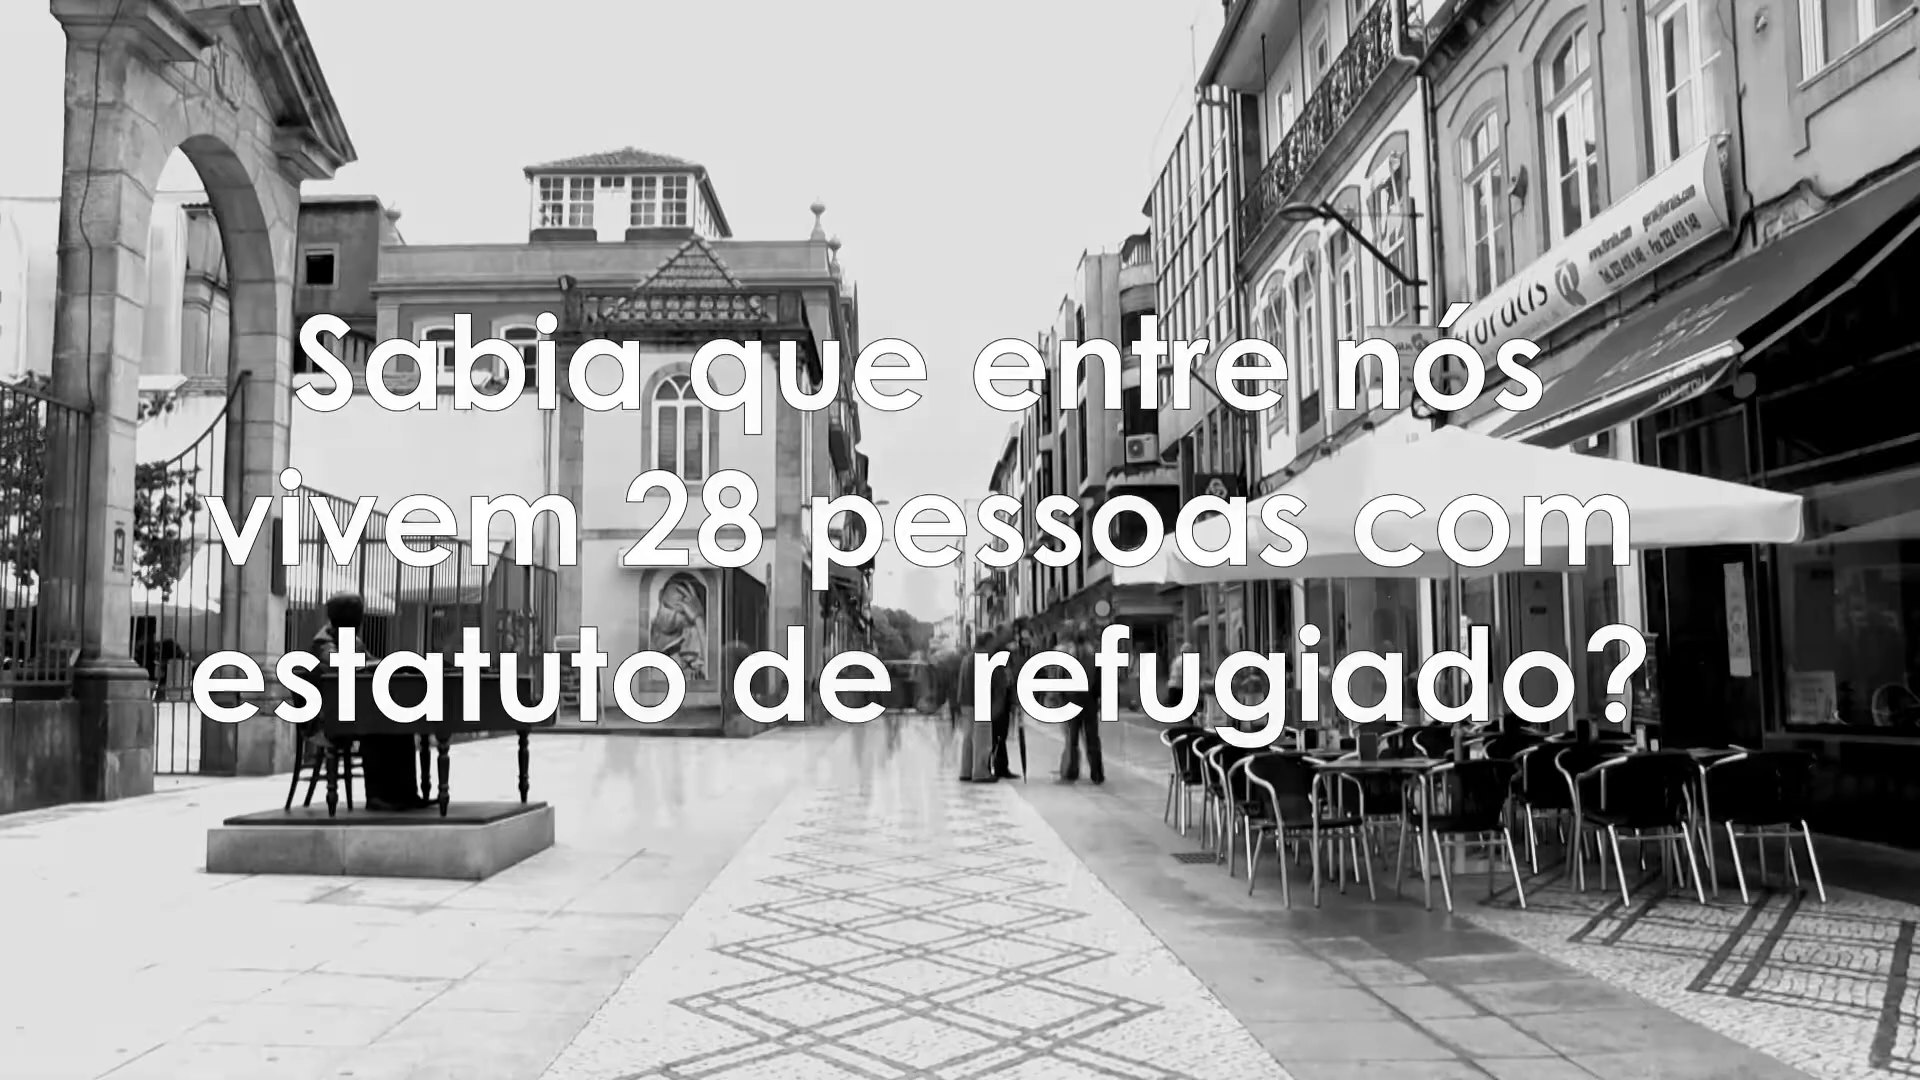 Sabia que entre nós
vivem 28 pessoas com
estatuto de refugiado?